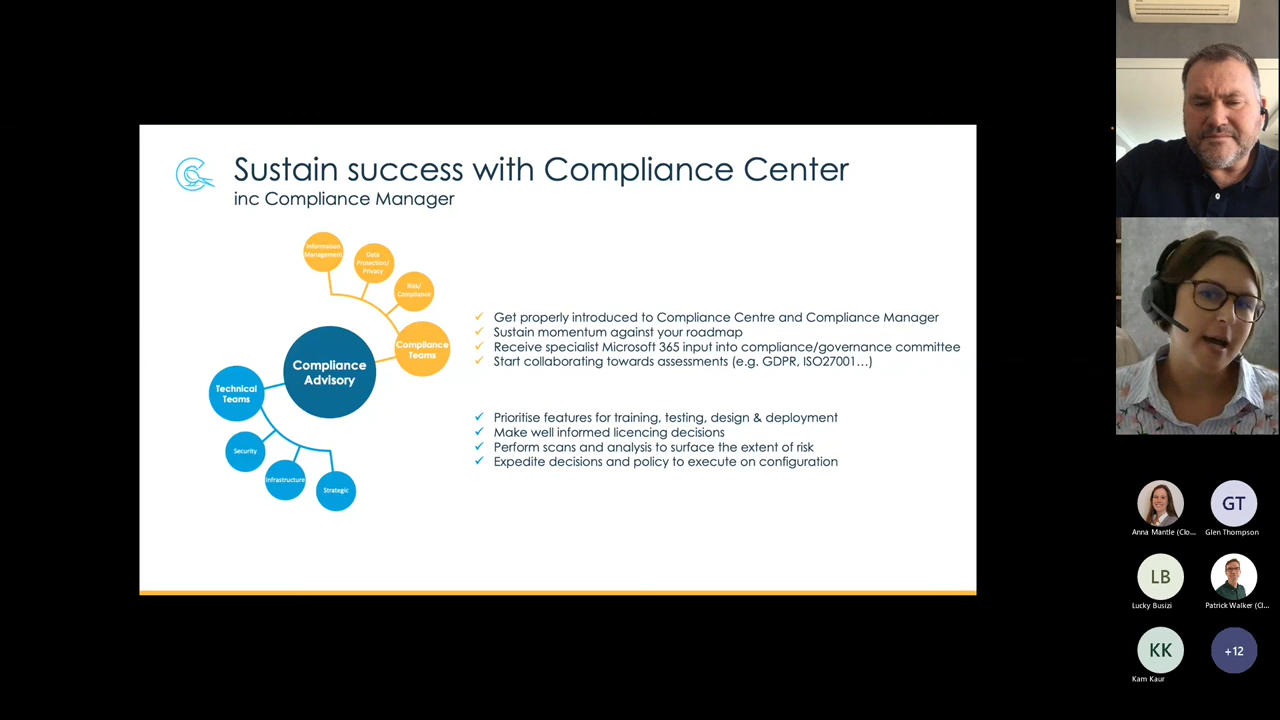 Sustain success with Compliance Center
inc Compliance Manager
Information
Management
Data
Protection/
Privacy
Risk/
Compliance
Compliance
Teams
Compliance
Advisory
Technical
Teams
Security
Infrastructure
Strategic
Get properly introduced to Compliance Centre and Compliance Manager
Sustain momentum against your roadmap
Receive specialist Microsoft 365 input into compliance/governance committee
Start collaborating towards assessments (e.g. GDPR, ISO27001...)
Prioritise features for training, testing, design & deployment
Make well informed licencing decisions
Perform scans and analysis to surface the extent of risk
Expedite decisions and policy to execute on configuration
GT
Anna Mantle (Clo...
Glen Thompson
LB
Lucky Busizi
Patrick Walker (Cl...
KK
+12
Kam Kaur